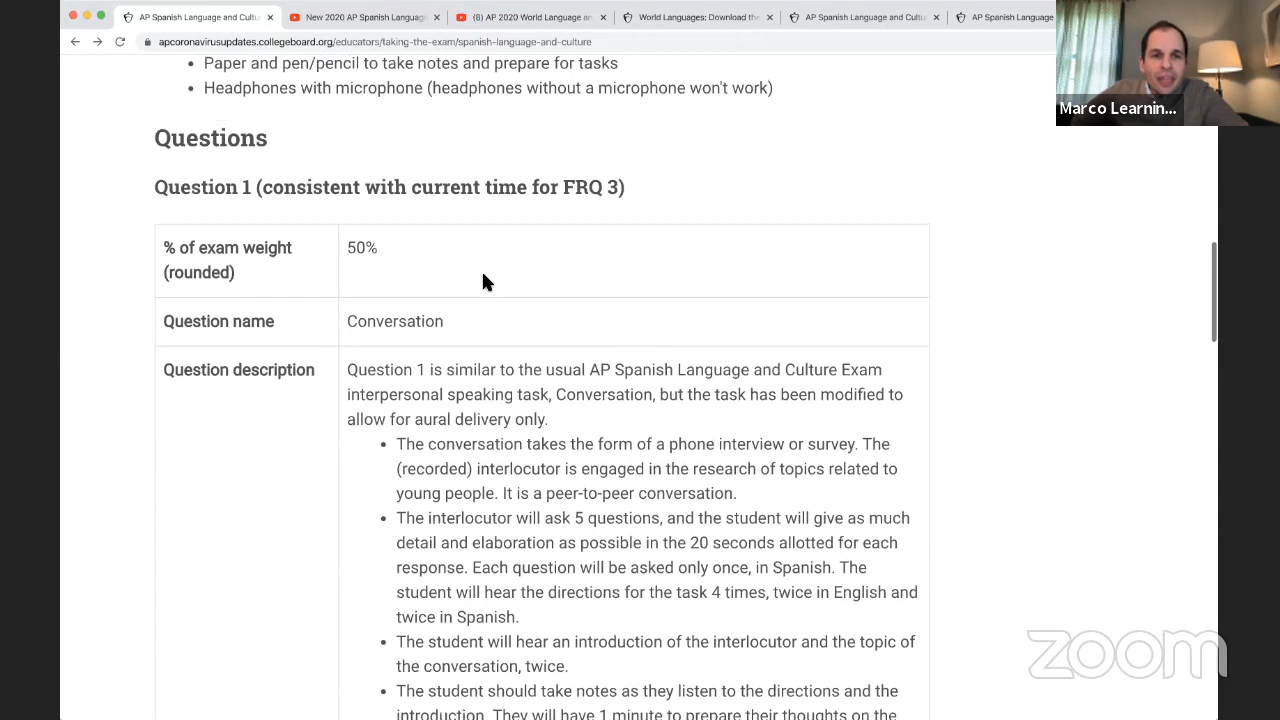 AP Spanish Language and Cultu
New 2020 AP Spanish Languag
(8) AP 2020 World Language an
World Languages: Download the
AP Spanish Language and Cultu
AP Spanish Language
apcoronavirusupdates.collegeboard.org/educators/taking-the-exam/spanish-language-and-culture
Marco Learnin...
• Paper and pen/pencil to take notes and prepare for tasks
• Headphones with microphone (headphones without a microphone won't work)
Questions
Question 1 (consistent with current time for FRQ 3)
% of exam weight
(rounded)
50%
Question name
Conversation
Question description
Question 1 is similar to the usual AP Spanish Language and Culture Exam
interpersonal speaking task, Conversation, but the task has been modified to
allow for aural delivery only.
• The conversation takes the form of a phone interview or survey. The
(recorded) interlocutor is engaged in the research of topics related to
young people. It is a peer-to-peer conversation.
• The interlocutor will ask 5 questions, and the student will give as much
detail and elaboration as possible in the 20 seconds allotted for each
response. Each question will be asked only once, in Spanish. The
student will hear the directions for the task 4 times, twice in English and
twice in Spanish.
• The student will hear an introduction of the interlocutor and the topic of
the conversation, twice.
• The student should take notes as they listen to the directions and the
introduction. They will have 1 minute to prepare their thoughts on the
zoom